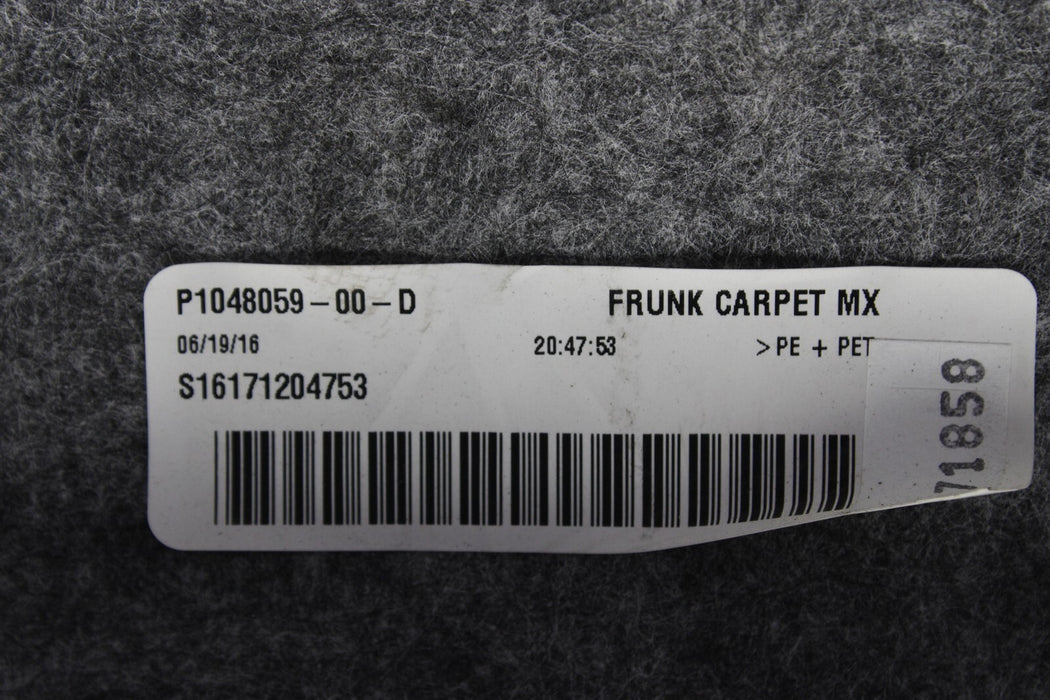 P1048059-00-D FRUNK CARPET MX
06/19/16 20:47:53 >PE + PET
S16171204753
71858